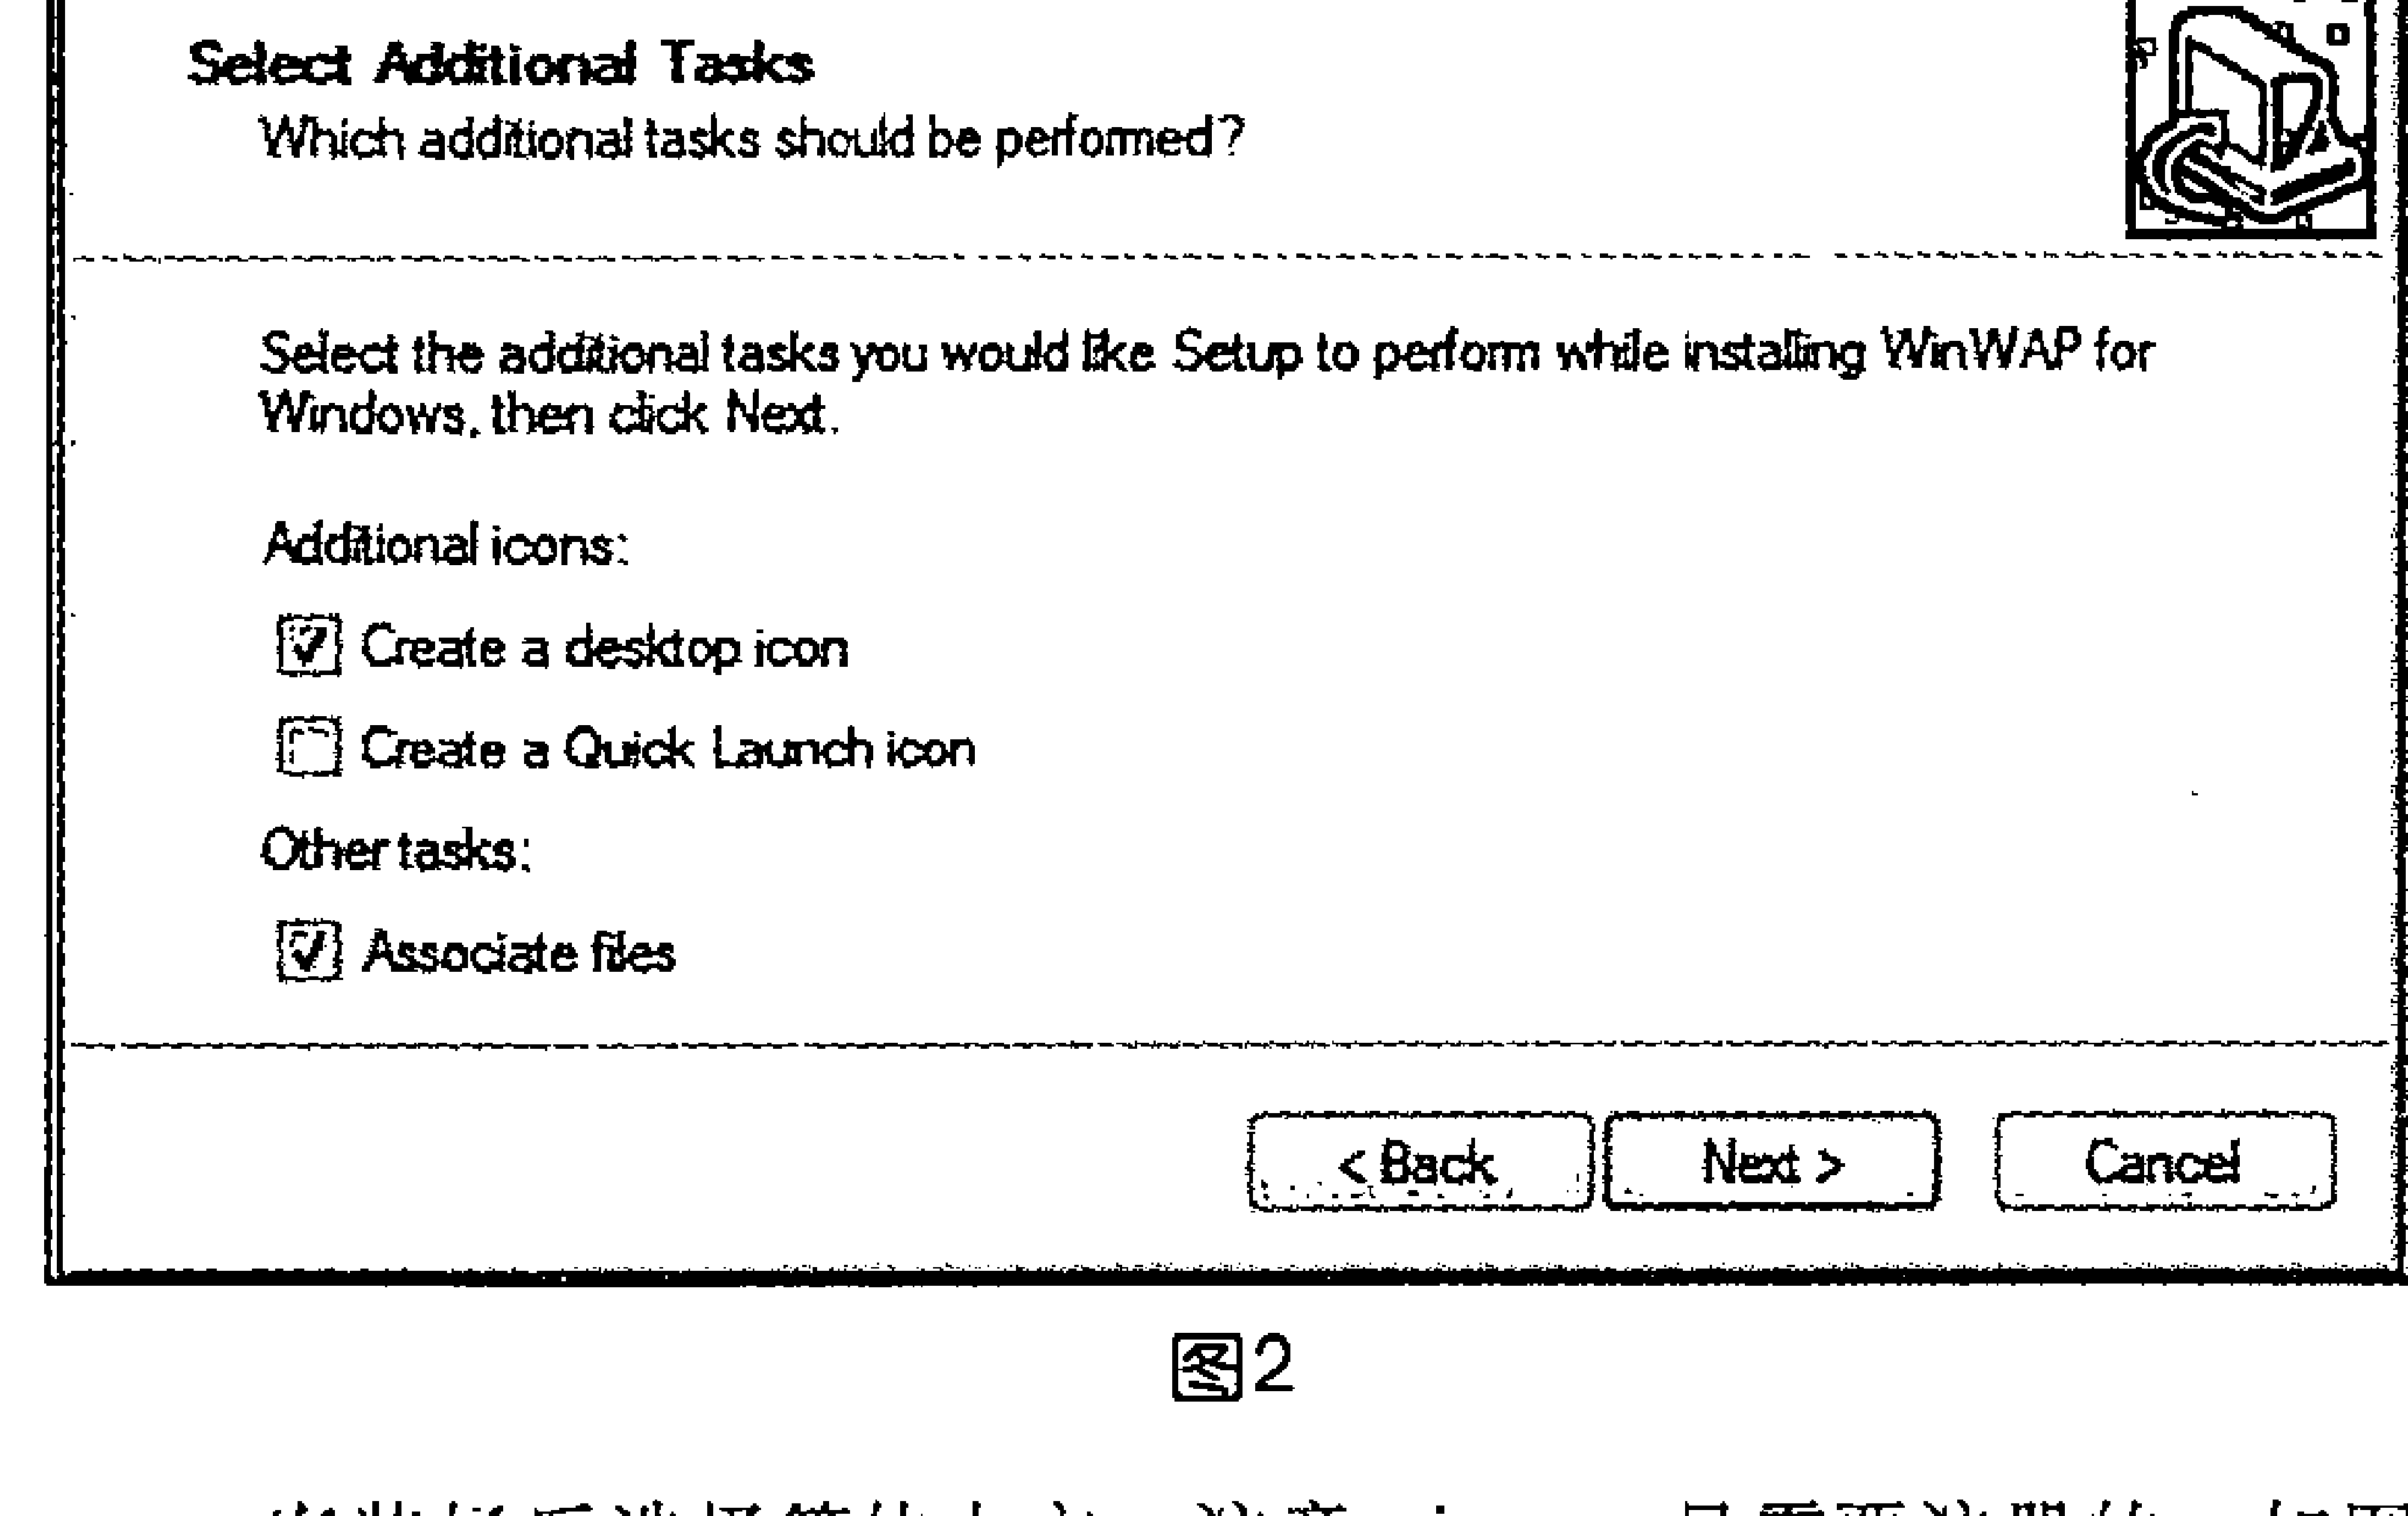 Select Additional Tasks
Which additional tasks should be performed?
Select the additional tasks you would like Setup to perform while installing WinWAP for
Windows, then click Next.
Additional icons:
Create a desktop icon
Create a Quick Launch icon
Other tasks:
Associate files
< Back
Next >
Cancel
图2